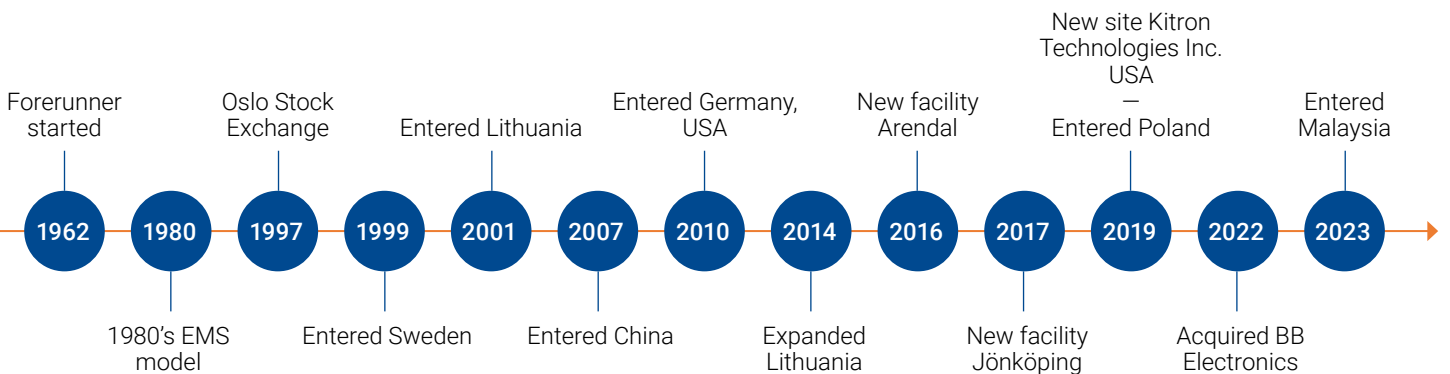 Forerunner
started
1962
1980
1980’s EMS
model
Oslo Stock
Exchange
1997
1999
Entered Sweden
Entered Lithuania
2001
2007
Entered China
Entered Germany,
USA
2010
2014
Expanded
Lithuania
New facility
Arendal
2016
2017
New facility
Jönköping
New site Kitron
Technologies Inc.
USA
—
Entered Poland
2019
2022
Acquired BB
Electronics
Entered
Malaysia
2023